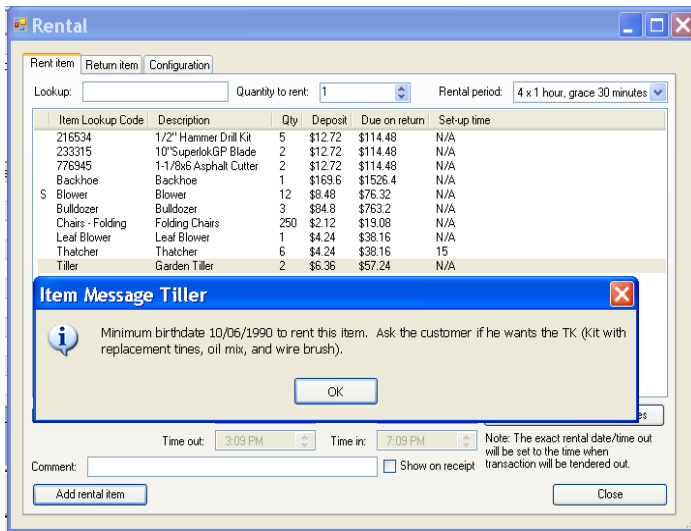 Rental
Rent item Return item Configuration
Lookup: Quantity to rent: 1 Rental period: 4 x 1 hour, grace 30 minutes
Item Lookup Code Description Qty Deposit Due on return Set-up time
216534 1/2" Hammer Drill Kit 5 $12.72 $114.48 N/A
233315 10"SuperlokGP Blade 2 $12.72 $114.48 N/A
776945 1-1/8x6 Asphalt Cutter 2 $12.72 $114.48 N/A
Backhoe Backhoe 1 $169.6 $1526.4 N/A
S Blower Blower 12 $8.48 $76.32 N/A
Bulldozer Bulldozer 3 $84.8 $763.2 N/A
Chairs - Folding Folding Chairs 250 $2.12 $19.08 N/A
Leaf Blower Leaf Blower 1 $4.24 $38.16 N/A
Thatcher Thatcher 6 $4.24 $38.16 15
Tiller Garden Tiller 2 $6.36 $57.24 N/A
Item Message Tiller
Minimum birthdate 10/06/1990 to rent this item. Ask the customer if he wants the TK (Kit with
replacement tines, oil mix, and wire brush).
OK
Time out: 3:09 PM Time in: 7:09 PM
Note: The exact rental date/time out
will be set to the time when
transaction will be tendered out.
Comment: Show on receipt
Add rental item Close